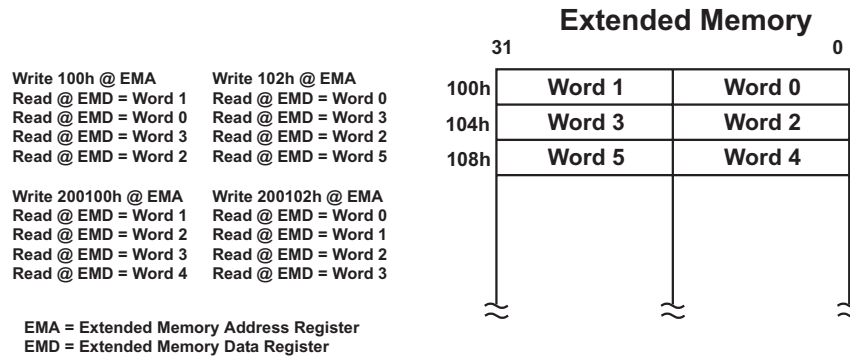 Extended Memory
31 0
Write 100h @ EMA
Read @ EMD = Word 1
Read @ EMD = Word 0
Read @ EMD = Word 3
Read @ EMD = Word 2
Write 102h @ EMA
Read @ EMD = Word 0
Read @ EMD = Word 3
Read @ EMD = Word 2
Read @ EMD = Word 5
Write 200100h @ EMA
Read @ EMD = Word 1
Read @ EMD = Word 2
Read @ EMD = Word 3
Read @ EMD = Word 4
Write 200102h @ EMA
Read @ EMD = Word 0
Read @ EMD = Word 1
Read @ EMD = Word 2
Read @ EMD = Word 3
100h Word 1 Word 0
104h Word 3 Word 2
108h Word 5 Word 4
EMA = Extended Memory Address Register
EMD = Extended Memory Data Register